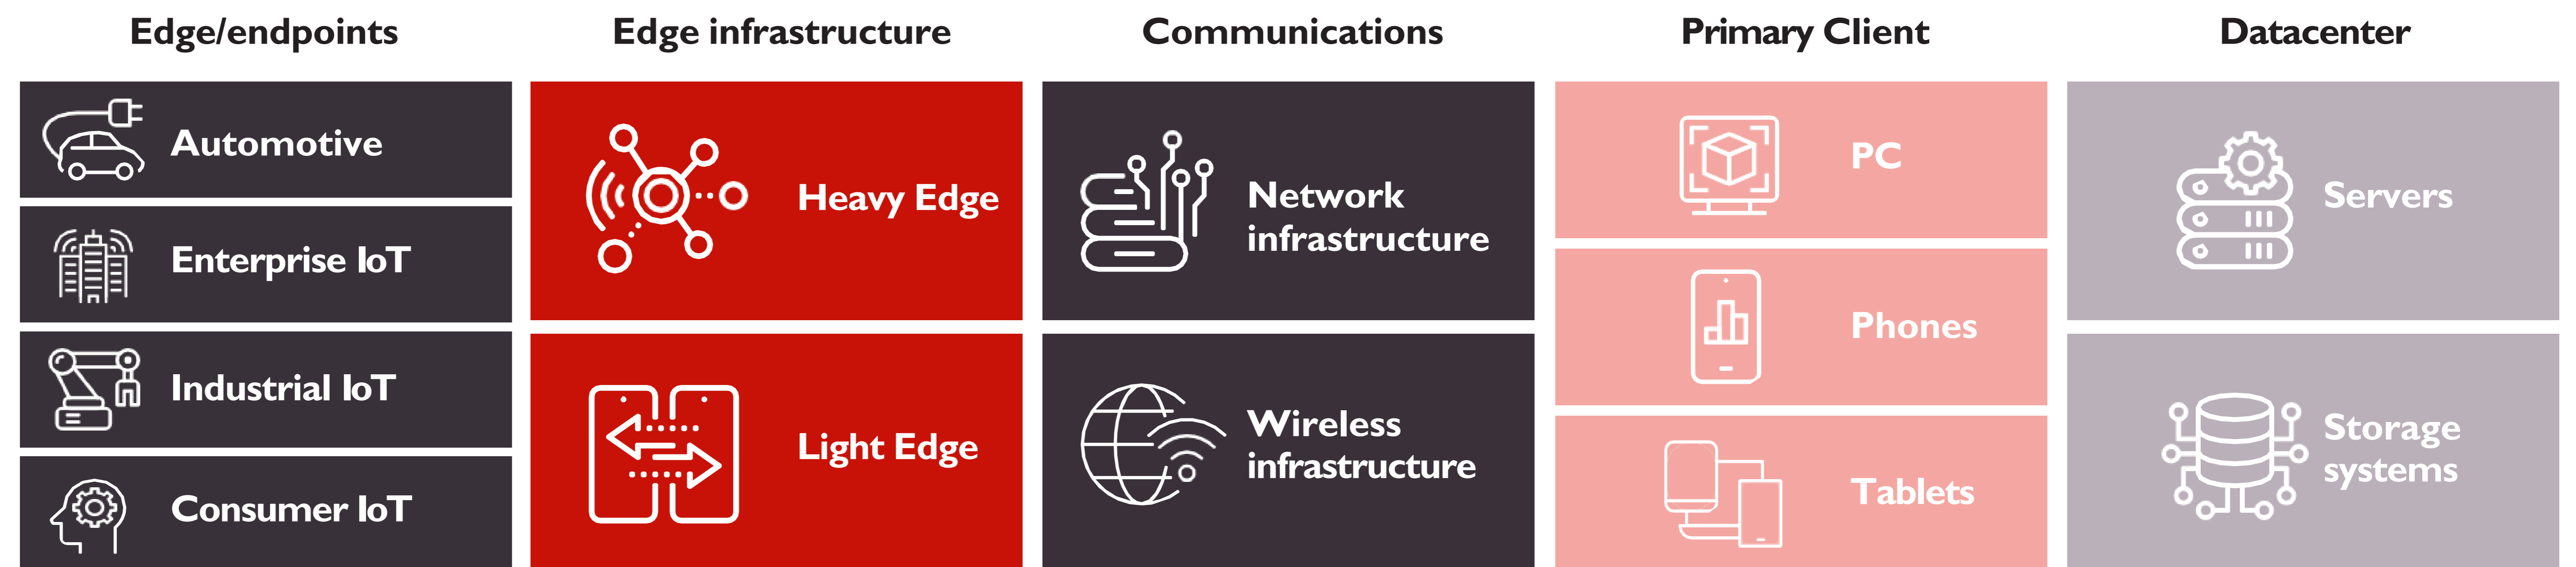 Edge/endpoints
Automotive
Enterprise IoT
Industrial IoT
Consumer IoT
Edge infrastructure
Heavy Edge
Light Edge
Communications
Network
infrastructure
Wireless
infrastructure
Primary Client
PC
Phones
Tablets
Datacenter
Servers
Storage
systems